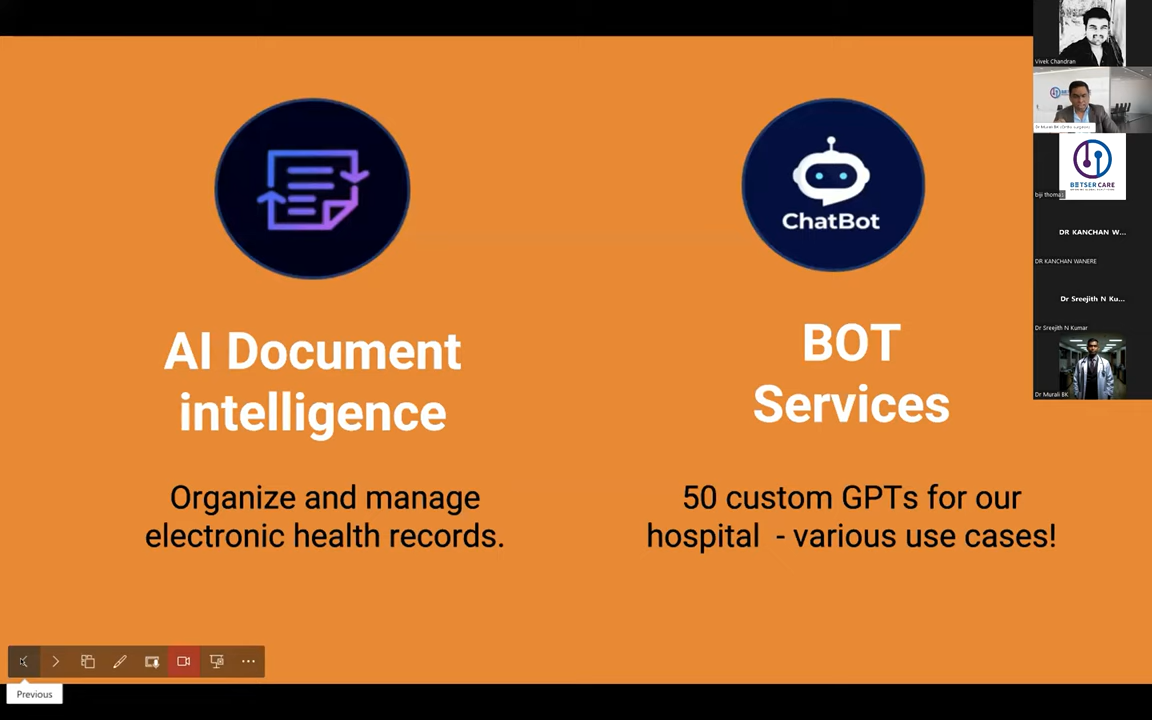 AI Document
intelligence
Organize and manage
electronic health records.
ChatBot
BOT
Services
50 custom GPTs for our
hospital - various use cases!
Previous
Vivek Chandran
BETSER CARE
biji thomas
DR KANCHAN W...
DR KANCHAN WANERE
Dr Sreejith N Ku...
Dr Sreejith N Kumar
Dr Murali BK